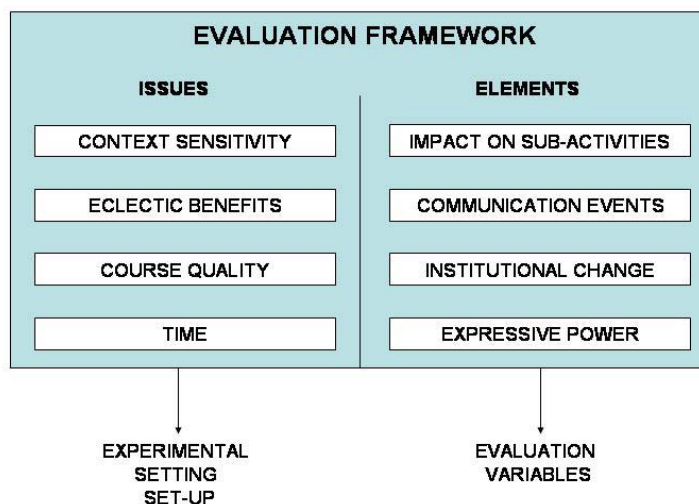 EVALUATION FRAMEWORK
ISSUES
CONTEXT SENSITIVITY
ECLECTIC BENEFITS
COURSE QUALITY
TIME
EXPERIMENTAL
SETTING
SET-UP
ELEMENTS
IMPACT ON SUB-ACTIVITIES
COMMUNICATION EVENTS
INSTITUTIONAL CHANGE
EXPRESSIVE POWER
EVALUATION
VARIABLES